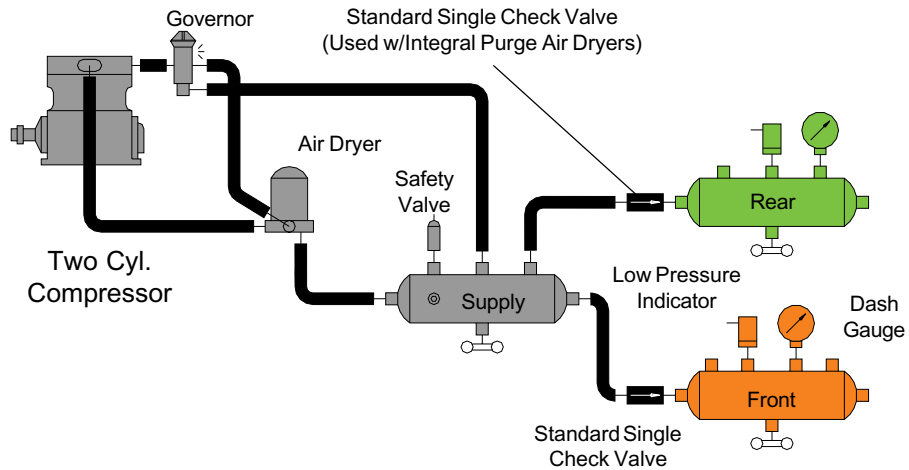 Governor
Standard Single Check Valve
(Used w/Integral Purge Air Dryers)
Air Dryer
Safety
Valve
Rear
Two Cyl.
Compressor
Supply
Low Pressure
Indicator
Dash
Gauge
Front
Standard Single
Check Valve